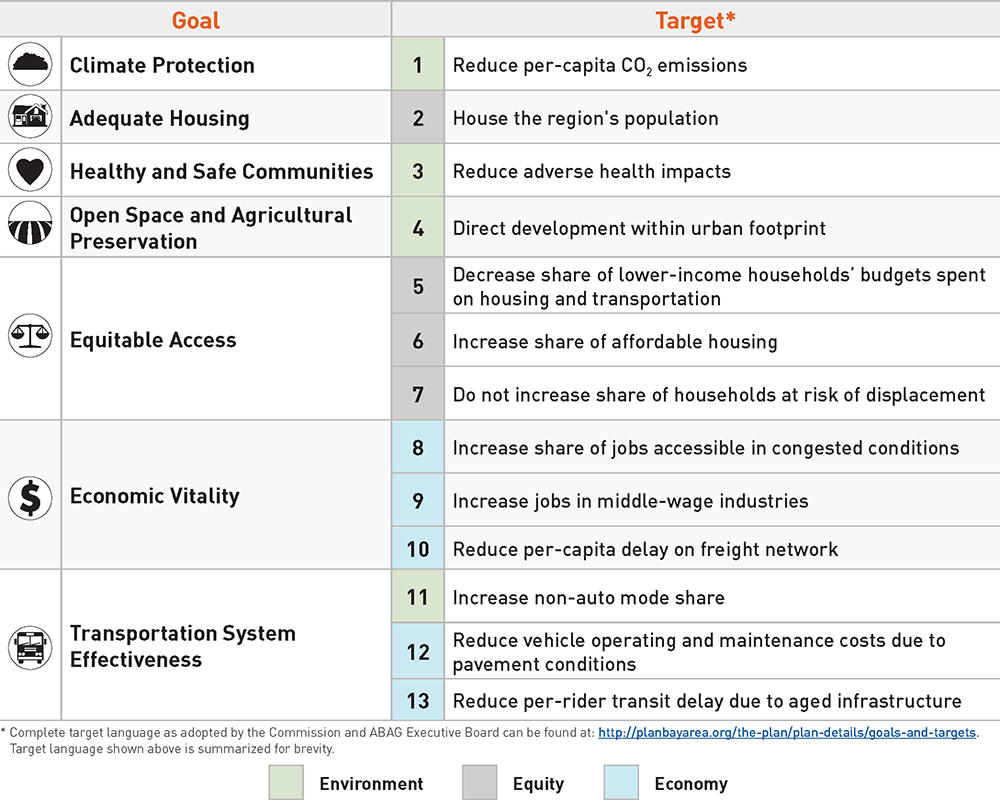 Goal Target*
Climate Protection 1 Reduce per-capita CO₂ emissions
Adequate Housing 2 House the region's population
Healthy and Safe Communities 3 Reduce adverse health impacts
Open Space and Agricultural
Preservation
4 Direct development within urban footprint
Equitable Access
5 Decrease share of lower-income households’ budgets spent
on housing and transportation
6 Increase share of affordable housing
7 Do not increase share of households at risk of displacement
Economic Vitality
8 Increase share of jobs accessible in congested conditions
9 Increase jobs in middle-wage industries
10 Reduce per-capita delay on freight network
Transportation System
Effectiveness
11 Increase non-auto mode share
12 Reduce vehicle operating and maintenance costs due to
pavement conditions
13 Reduce per-rider transit delay due to aged infrastructure
* Complete target language as adopted by the Commission and ABAG Executive Board can be found at: http://planbayarea.org/the-plan/plan-details/goals-and-targets.
Target language shown above is summarized for brevity.
Environment Equity Economy